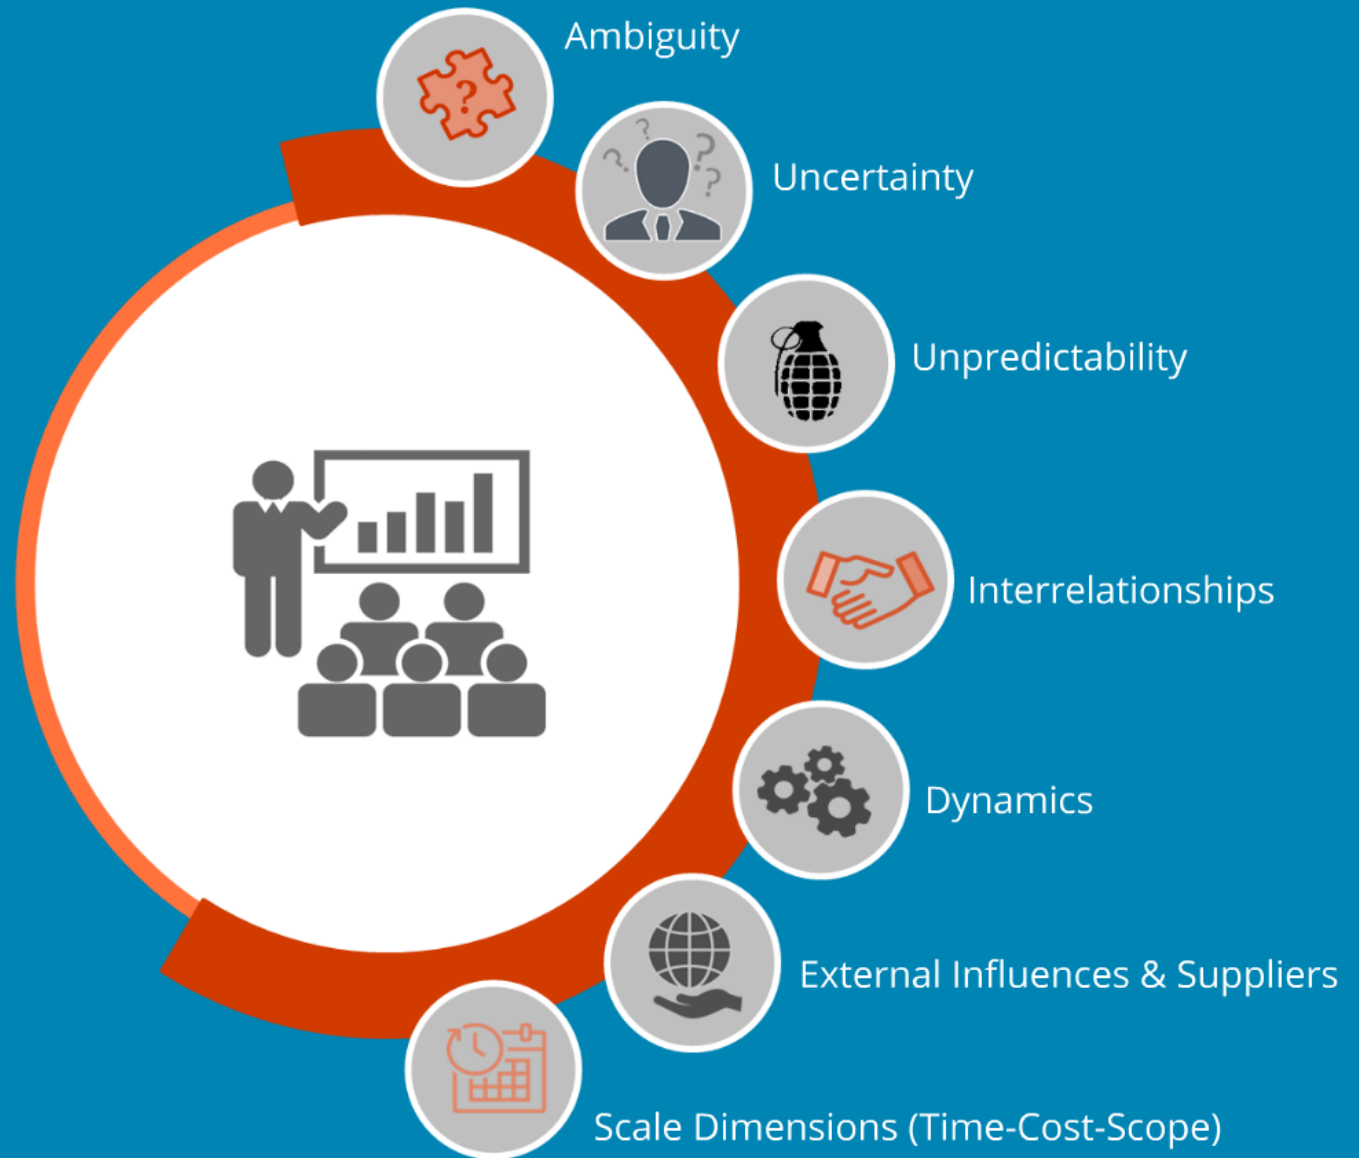 Ambiguity
Uncertainty
Unpredictability
Interrelationships
Dynamics
External Influences & Suppliers
Scale Dimensions (Time-Cost-Scope)